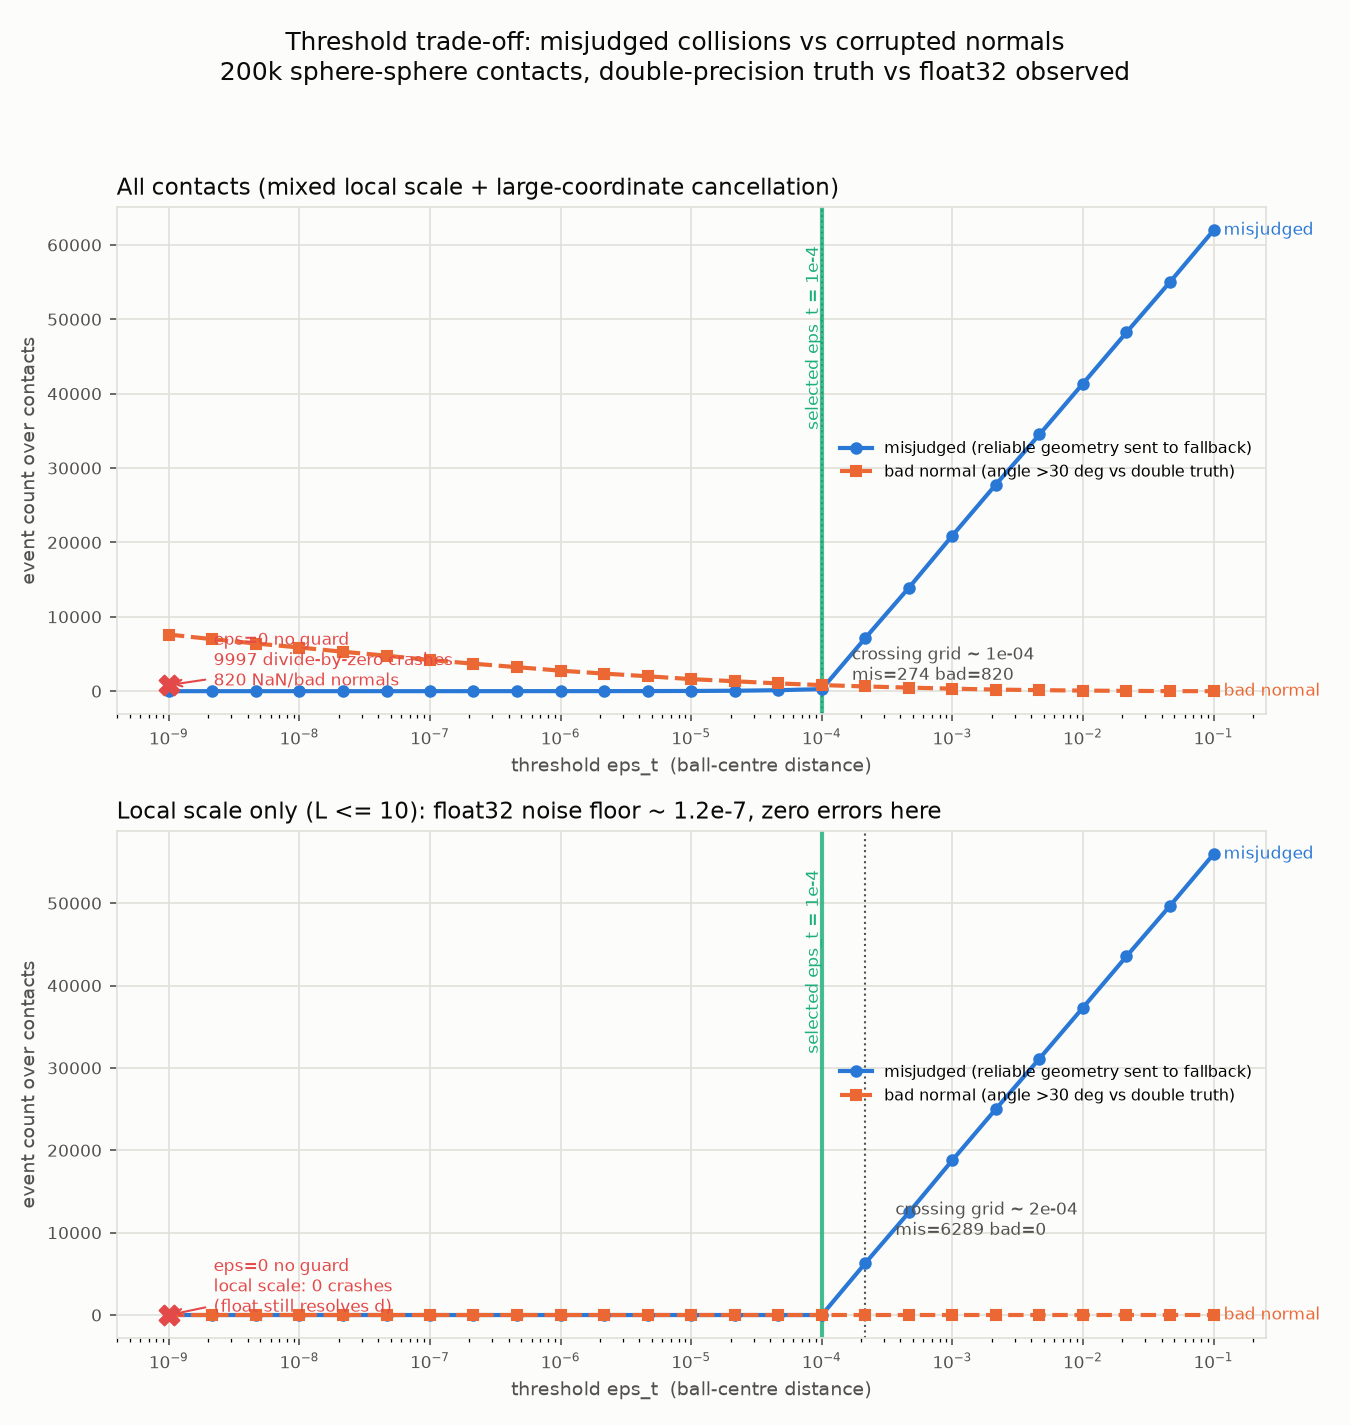 Threshold trade-off: misjudged collisions vs corrupted normals
200k sphere-sphere contacts, double-precision truth vs float32 observed
All contacts (mixed local scale + large-coordinate cancellation)
event count over contacts
60000
50000
40000
30000
20000
10000
0
selected eps_t = 1e-4
misjudged
misjudged (reliable geometry sent to fallback)
bad normal (angle >30 deg vs double truth)
eps=0 no guard
9997 divide-by-zero crashes
820 NaN/bad normals
crossing grid ~ 1e-04
mis=274 bad=820
bad normal
10⁻⁹ 10⁻⁸ 10⁻⁷ 10⁻⁶ 10⁻⁵ 10⁻⁴ 10⁻³ 10⁻² 10⁻¹
threshold eps_t (ball-centre distance)
Local scale only (L <= 10): float32 noise floor ~ 1.2e-7, zero errors here
event count over contacts
50000
40000
30000
20000
10000
0
selected eps_t = 1e-4
misjudged
misjudged (reliable geometry sent to fallback)
bad normal (angle >30 deg vs double truth)
crossing grid ~ 2e-04
mis=6289 bad=0
eps=0 no guard
local scale: 0 crashes
(float still resolves d)
bad normal
10⁻⁹ 10⁻⁸ 10⁻⁷ 10⁻⁶ 10⁻⁵ 10⁻⁴ 10⁻³ 10⁻² 10⁻¹
threshold eps_t (ball-centre distance)